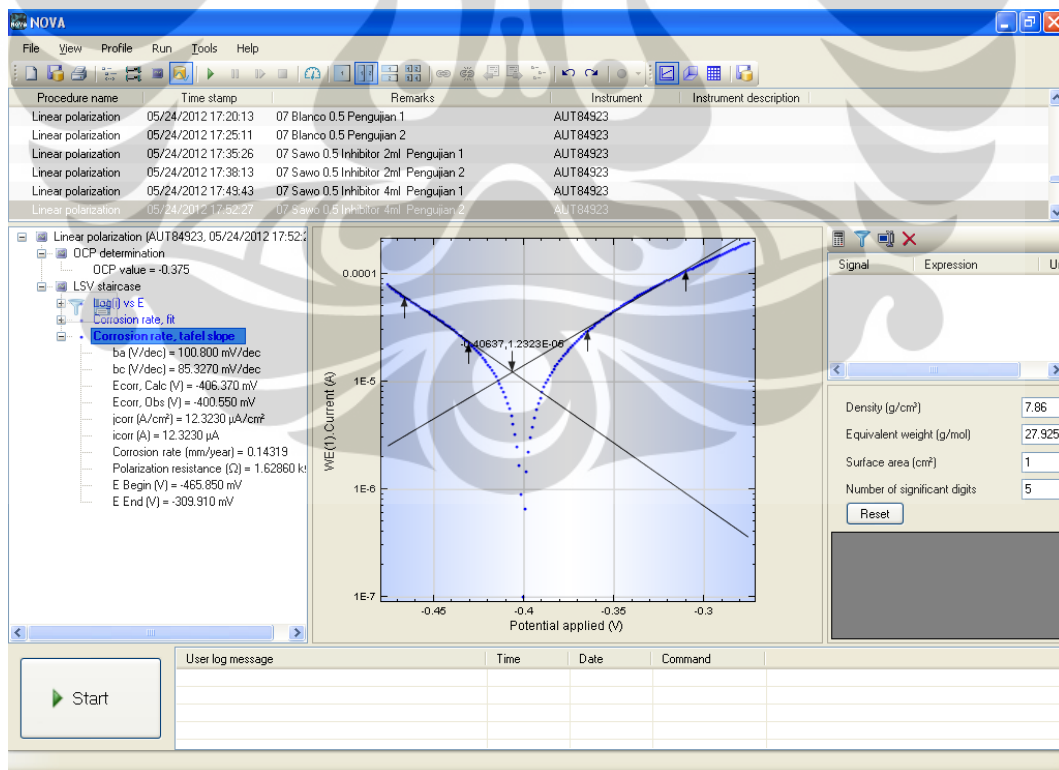 NOVA
File View Profile Run Tools Help
Procedure name Time stamp Remarks Instrument Instrument description
Linear polarization 05/24/2012 17:20:13 07 Blanco 0.5 Pengujian 1 AUT84923
Linear polarization 05/24/2012 17:25:11 07 Blanco 0.5 Pengujian 2 AUT84923
Linear polarization 05/24/2012 17:35:26 07 Sawo 0.5 Inhibitor 2ml Pengujian 1 AUT84923
Linear polarization 05/24/2012 17:38:13 07 Sawo 0.5 Inhibitor 2ml Pengujian 2 AUT84923
Linear polarization 05/24/2012 17:49:43 07 Sawo 0.5 Inhibitor 4ml Pengujian 1 AUT84923
Linear polarization 05/24/2012 17:52:27 07 Sawo 0.5 Inhibitor 4ml Pengujian 2 AUT84923
Linear polarization (AUT84923, 05/24/2012 17:52:
OCP determination
OCP value = -0.375
LSV staircase
log(i) vs E
Corrosion rate, fit
Corrosion rate, tafel slope
ba (V/dec) = 100.800 mV/dec
bc (V/dec) = 85.3270 mV/dec
Ecorr, Calc (V) = -406.370 mV
Ecorr, Obs (V) = -400.550 mV
jcorr (A/cm²) = 12.3230 µA/cm²
icorr (A) = 12.3230 µA
Corrosion rate (mm/year) = 0.14319
Polarization resistance (Ω) = 1.62860 k
E Begin (V) = -465.850 mV
E End (V) = -309.910 mV
WE(1).Current (A)
0.0001
1E-5
1E-6
1E-7
-0.40637,1.2323E-05
-0.45 -0.4 -0.35 -0.3
Potential applied (V)
Signal Expression U
Density (g/cm³) 7.86
Equivalent weight (g/mol) 27.925
Surface area (cm²) 1
Number of significant digits 5
Reset
Start
User log message Time Date Command